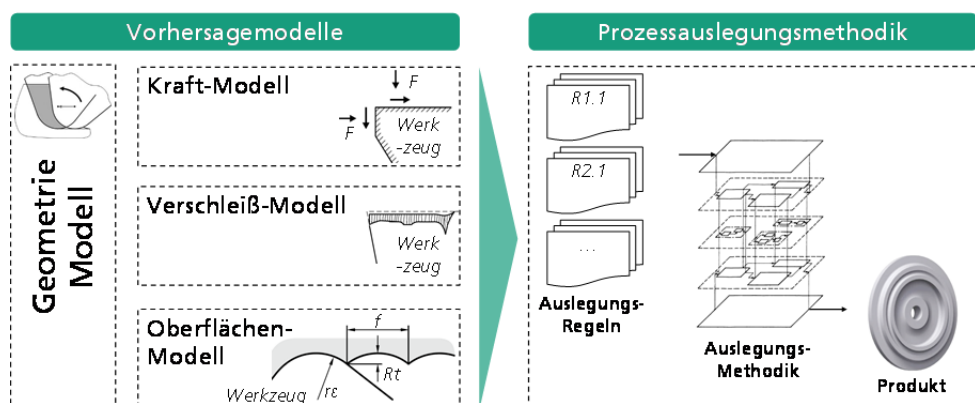 Vorhersagemodelle
Geometrie
Modell
Kraft-Modell
F
F
Werk
-zeug
Verschleiß-Modell
Werk
-zeug
Oberflächen-
Modell
f
Rt
rε
Werkzeug
Prozessauslegungsmethodik
R1.1
R2.1
...
Auslegungs-
Regeln
Auslegungs-
Methodik
Produkt